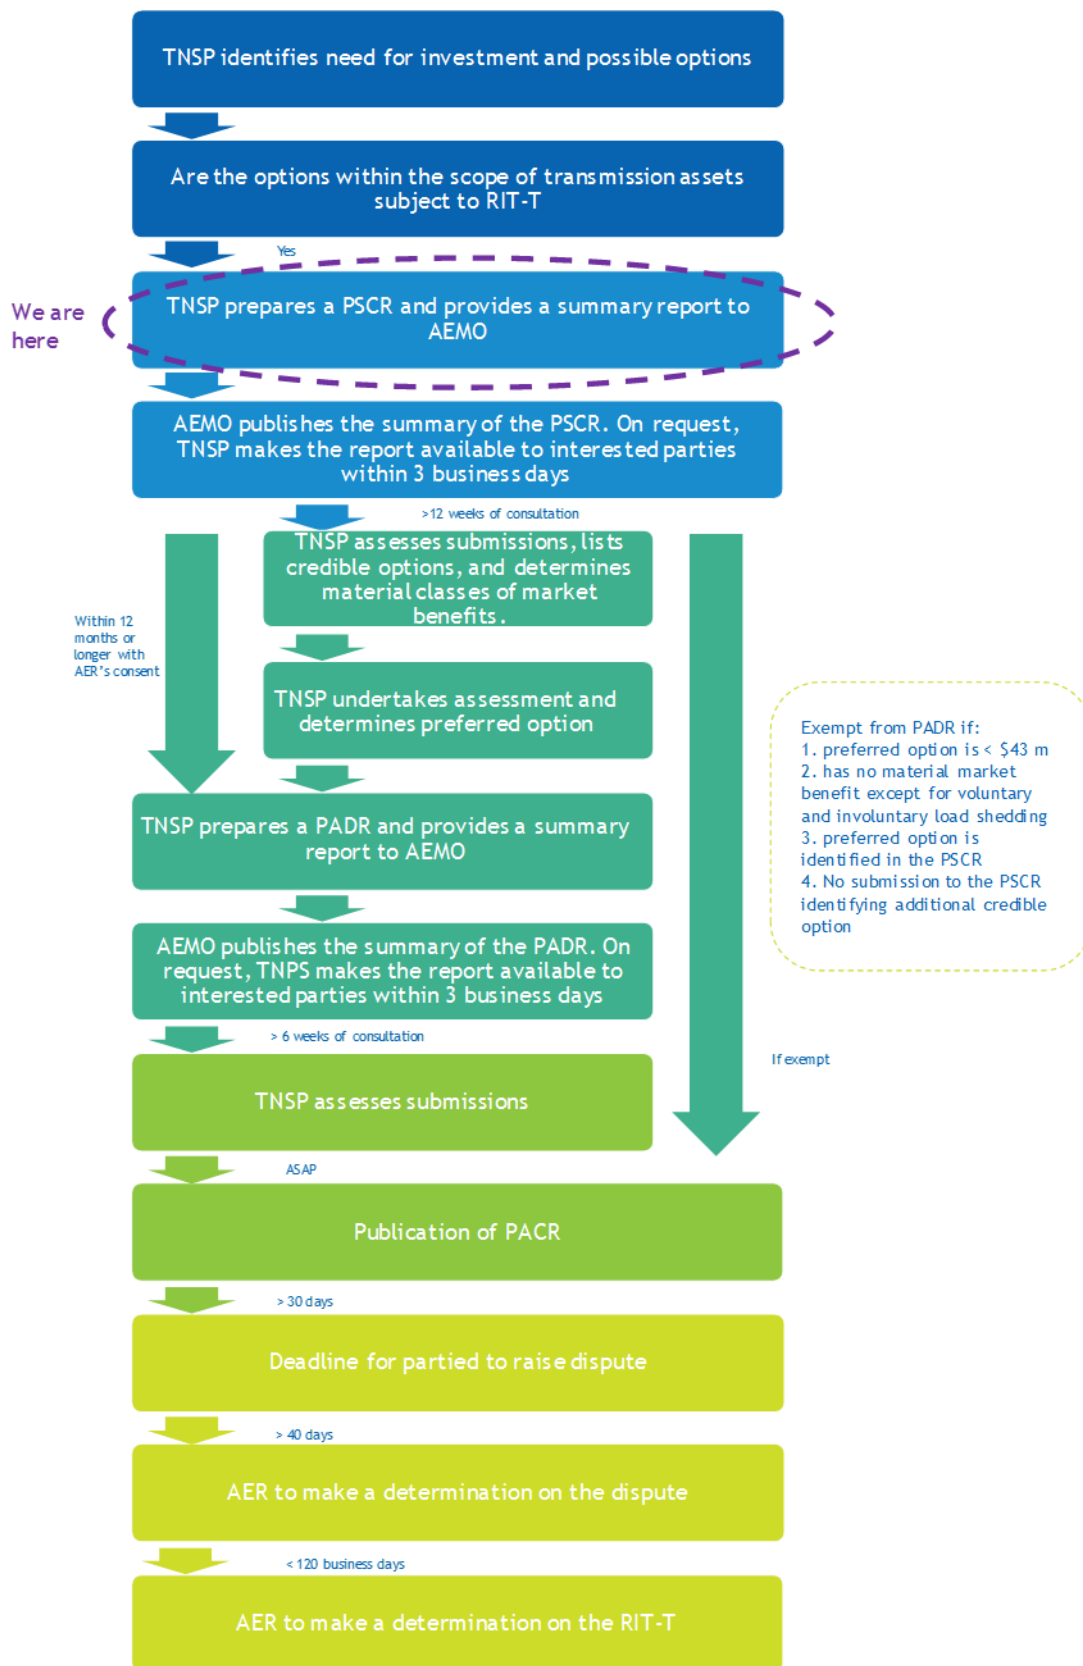 TNSP identifies need for investment and possible options
Are the options within the scope of transmission assets
subject to RIT-T
Yes
We are
here
TNSP prepares a PSCR and provides a summary report to
AEMO
AEMO publishes the summary of the PSCR. On request,
TNSP makes the report available to interested parties
within 3 business days
>12 weeks of consultation
TNSP assesses submissions, lists
credible options, and determines
material classes of market
benefits.
Within 12
months or
longer with
AER's consent
TNSP undertakes assessment and
determines preferred option
Exempt from PADR if:
1. preferred option is < $43 m
2. has no material market
benefit except for voluntary
and involuntary load shedding
3. preferred option is
identified in the PSCR
4. No submission to the PSCR
identifying additional credible
option
TNSP prepares a PADR and provides a summary
report to AEMO
AEMO publishes the summary of the PADR. On
request, TNPS makes the report available to
interested parties within 3 business days
> 6 weeks of consultation
If exempt
TNSP assesses submissions
ASAP
Publication of PACR
> 30 days
Deadline for partied to raise dispute
> 40 days
AER to make a determination on the dispute
< 120 business days
AER to make a determination on the RIT-T